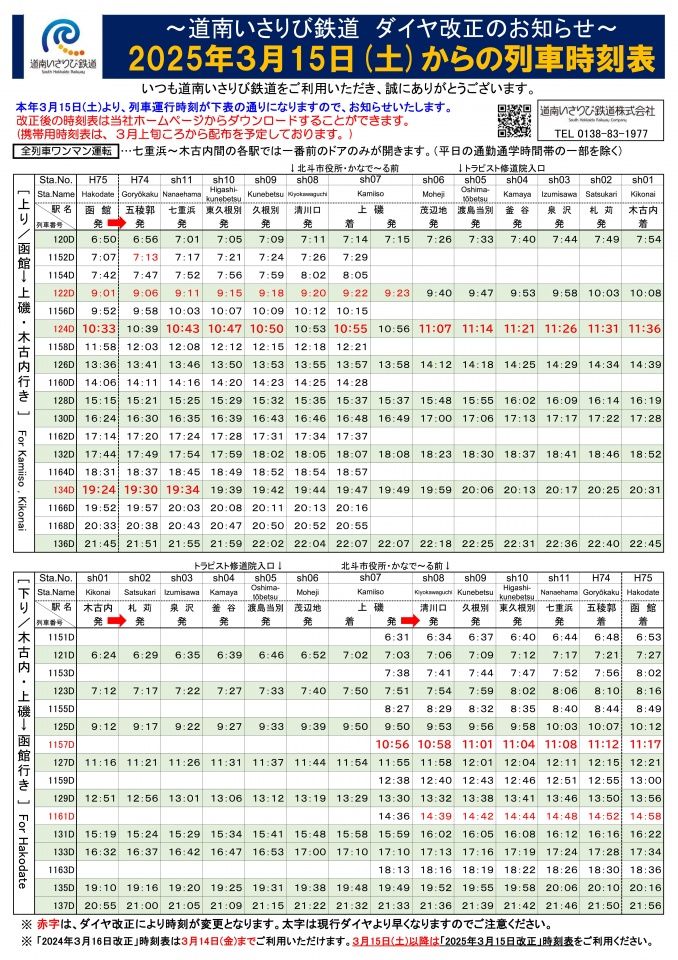 道南いさりび鉄道
South Hokkaido Railway
～道南いさりび鉄道 ダイヤ改正のお知らせ～
2025年3月15日(土)からの列車時刻表
いつも道南いさりび鉄道をご利用いただき、誠にありがとうございます。
本年3月15日(土)より、列車運行時刻が下表の通りになりますので、お知らせいたします。
改正後の時刻表は当社ホームページからダウンロードすることができます。
(携帯用時刻表は、3月上旬ころから配布を予定しております。)
道南いさりび鉄道株式会社
South Hokkaido Railway Company
TEL 0138-83-1977
全列車ワンマン運転 …七重浜～木古内間の各駅では一番前のドアのみが開きます。(平日の通勤通学時間帯の一部を除く)
↓北斗市役所・かなで～る前 ↓トラピスト修道院入口
[上り/函館→上磯・木古内行き] For Kamiiso , Kikonai
Sta.No. H75 H74 sh11 sh10 sh09 sh08 sh07 sh06 sh05 sh04 sh03 sh02 sh01
Sta.Name Hakodate Goryōkaku Nanaehama Higashi-kunebetsu Kunebetsu Kiyokawaguchi Kamiiso Moheji Oshima-tōbetsu Kamaya Izumisawa Satsukari Kikonai
駅名 函館 五稜郭 七重浜 東久根別 久根別 清川口 上磯 茂辺地 渡島当別 釜谷 泉沢 札苅 木古内
列車番号 発 発 発 発 発 発 着 発 発 発 発 発 発 着
120D 6:50 6:56 7:01 7:05 7:09 7:11 7:14 7:15 7:26 7:33 7:40 7:44 7:49 7:54
1152D 7:07 7:13 7:17 7:21 7:24 7:26 7:29
1154D 7:42 7:47 7:52 7:56 7:59 8:02 8:05
122D 9:01 9:06 9:11 9:15 9:18 9:20 9:22 9:23 9:40 9:47 9:53 9:58 10:03 10:08
1156D 9:52 9:58 10:03 10:07 10:09 10:12 10:15
124D 10:33 10:39 10:43 10:47 10:50 10:53 10:55 10:56 11:07 11:14 11:21 11:26 11:31 11:36
1158D 11:58 12:03 12:08 12:12 12:15 12:18 12:21
126D 13:36 13:41 13:46 13:50 13:53 13:55 13:57 13:58 14:12 14:18 14:25 14:29 14:34 14:39
1160D 14:06 14:11 14:16 14:20 14:23 14:25 14:28
128D 15:15 15:21 15:25 15:29 15:32 15:35 15:37 15:37 15:48 15:55 16:02 16:09 16:14 16:19
130D 16:24 16:30 16:35 16:39 16:43 16:46 16:48 16:49 17:00 17:06 17:13 17:17 17:22 17:28
1162D 17:14 17:20 17:24 17:28 17:31 17:34 17:37
132D 17:44 17:49 17:54 17:59 18:02 18:05 18:07 18:08 18:23 18:30 18:37 18:41 18:46 18:52
1164D 18:31 18:37 18:45 18:49 18:52 18:54 18:57
134D 19:24 19:30 19:34 19:39 19:42 19:44 19:47 19:49 19:59 20:06 20:13 20:17 20:25 20:31
1166D 19:52 19:57 20:03 20:08 20:11 20:13 20:16
1168D 20:33 20:38 20:43 20:47 20:50 20:52 20:55
136D 21:45 21:51 21:55 21:59 22:02 22:04 22:07 22:07 22:18 22:25 22:31 22:36 22:40 22:45
トラピスト修道院入口↓ 北斗市役所・かなで～る前↓
[下り/木古内・上磯→函館行き] For Hakodate
Sta.No. sh01 sh02 sh03 sh04 sh05 sh06 sh07 sh08 sh09 sh10 sh11 H74 H75
Sta.Name Kikonai Satsukari Izumisawa Kamaya Oshima-tōbetsu Moheji Kamiiso Kiyokawaguchi Kunebetsu Higashi-kunebetsu Nanaehama Goryōkaku Hakodate
駅名 木古内 札苅 泉沢 釜谷 渡島当別 茂辺地 上磯 清川口 久根別 東久根別 七重浜 五稜郭 函館
列車番号 発 発 発 発 発 発 着 発 発 発 発 発 着 着
1151D 6:31 6:34 6:37 6:40 6:44 6:48 6:53
121D 6:24 6:29 6:35 6:39 6:46 6:52 7:02 7:03 7:06 7:09 7:12 7:17 7:21 7:27
1153D 7:38 7:41 7:44 7:47 7:52 7:56 8:02
123D 7:12 7:17 7:22 7:27 7:33 7:40 7:50 7:51 7:54 7:59 8:02 8:06 8:10 8:16
1155D 8:27 8:29 8:32 8:35 8:40 8:44 8:49
125D 9:12 9:17 9:22 9:27 9:33 9:39 9:50 9:50 9:53 9:56 9:58 10:03 10:07 10:12
1157D 10:56 10:58 11:01 11:04 11:08 11:12 11:17
127D 11:16 11:21 11:26 11:31 11:37 11:44 11:54 11:55 11:58 12:01 12:04 12:11 12:15 12:21
1159D 12:38 12:40 12:43 12:46 12:51 12:55 13:00
129D 12:51 12:56 13:01 13:06 13:12 13:19 13:29 13:30 13:32 13:38 13:41 13:46 13:50 13:56
1161D 14:36 14:39 14:42 14:44 14:48 14:52 14:58
131D 15:19 15:24 15:29 15:34 15:41 15:48 15:58 15:59 16:02 16:05 16:08 16:12 16:16 16:22
133D 16:32 16:37 16:42 16:47 16:53 17:00 17:10 17:10 17:13 17:16 17:19 17:24 17:28 17:34
1163D 18:13 18:16 18:19 18:22 18:26 18:30 18:36
135D 19:10 19:16 19:20 19:25 19:31 19:38 19:48 19:49 19:52 19:55 19:58 20:06 20:10 20:16
137D 20:55 21:00 21:05 21:09 21:15 21:22 21:32 21:33 21:36 21:39 21:42 21:46 21:50 21:56
※ 赤字は、ダイヤ改正により時刻が変更となります。太字は現行ダイヤより早くなりますのでご注意ください。
※ 「2024年3月16日改正」時刻表は3月14日(金)までご利用いただけます。3月15日(土)以降は「2025年3月15日改正」時刻表をご利用ください。